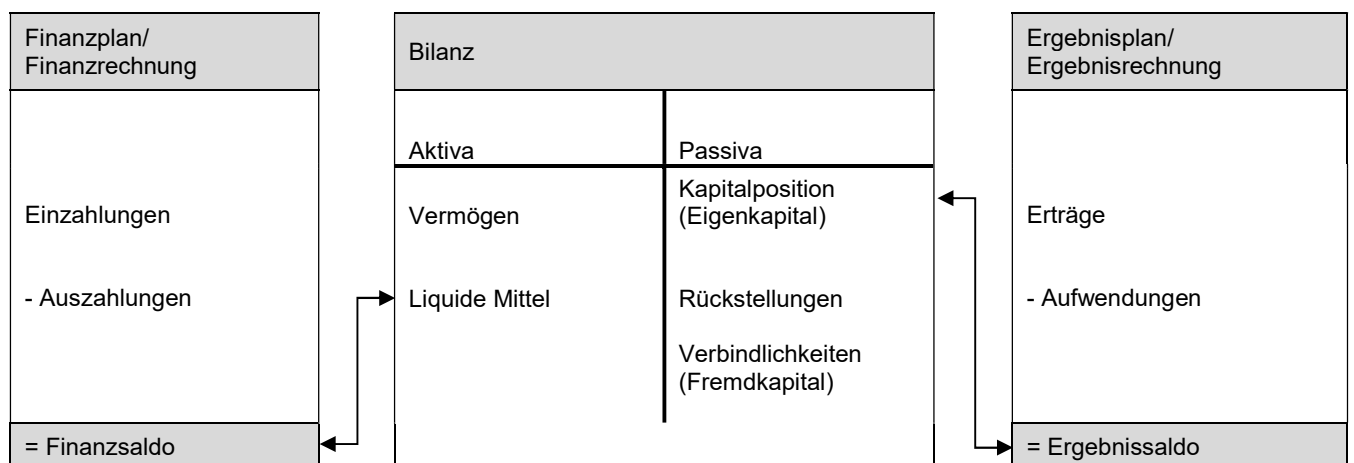 Finanzplan/
Finanzrechnung
Einzahlungen
- Auszahlungen
= Finanzsaldo
Bilanz
Aktiva
Passiva
Vermögen
Kapitalposition
(Eigenkapital)
Liquide Mittel
Rückstellungen
Verbindlichkeiten
(Fremdkapital)
Ergebnisplan/
Ergebnisrechnung
Erträge
- Aufwendungen
= Ergebnissaldo